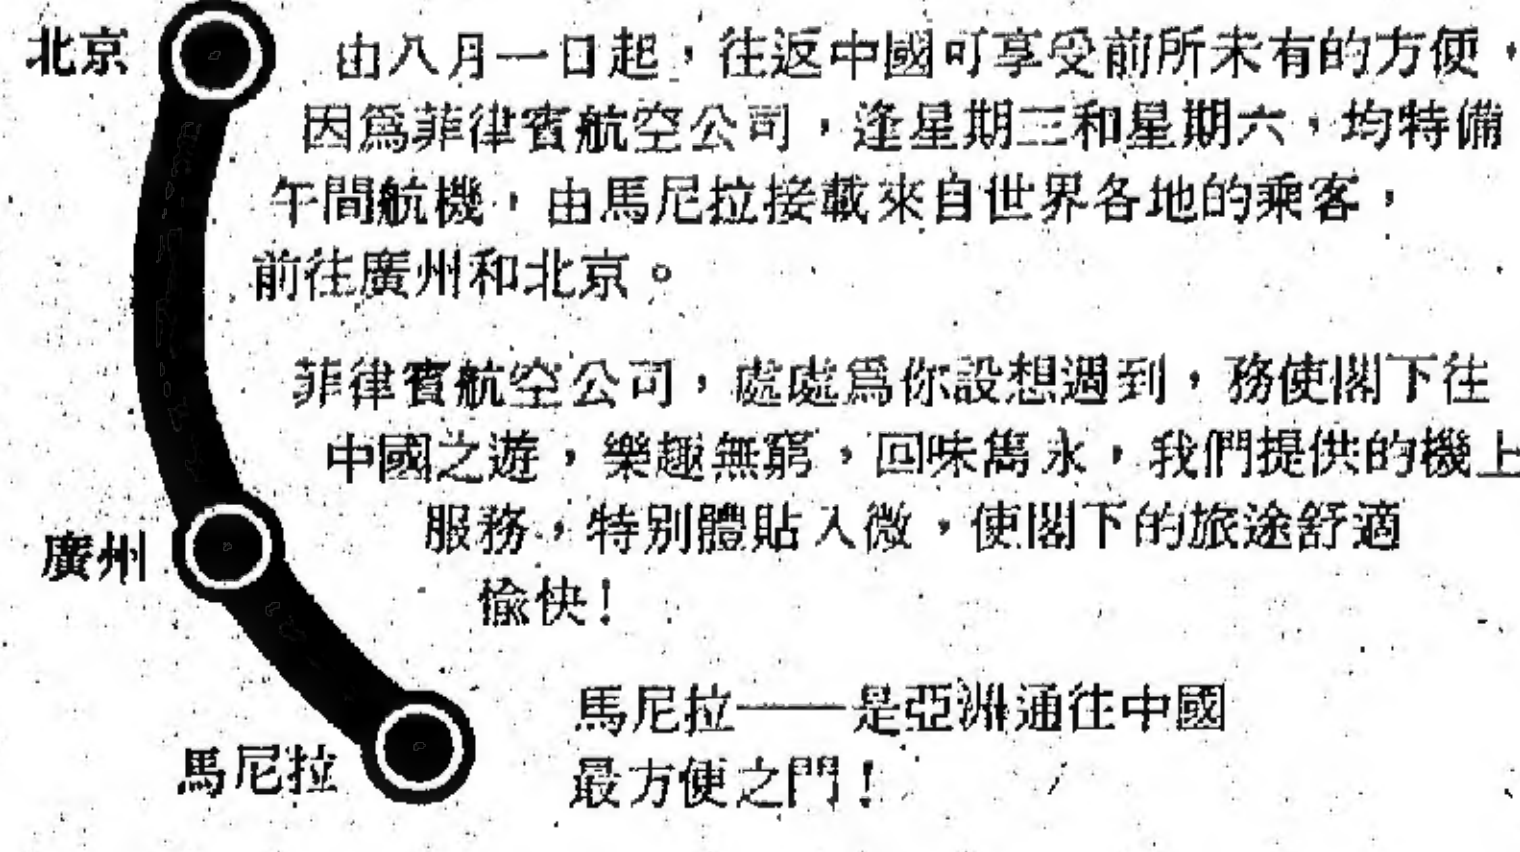 北京
由八月一日起，往返中國可享受前所未有的方便，
因爲菲律賓航空公司，逢星期三和星期六，均特備
午間航機，由馬尼拉接載來自世界各地的乘客，
前往廣州和北京。
菲律賓航空公司，處處爲你設想週到，務使閣下往
中國之遊，樂趣無窮，回味雋永，我們提供的機上
服務，特別體貼入微，使閣下的旅途舒適
愉快！
廣州
馬尼拉——是亞洲通往中國
最方便之門！
馬尼拉